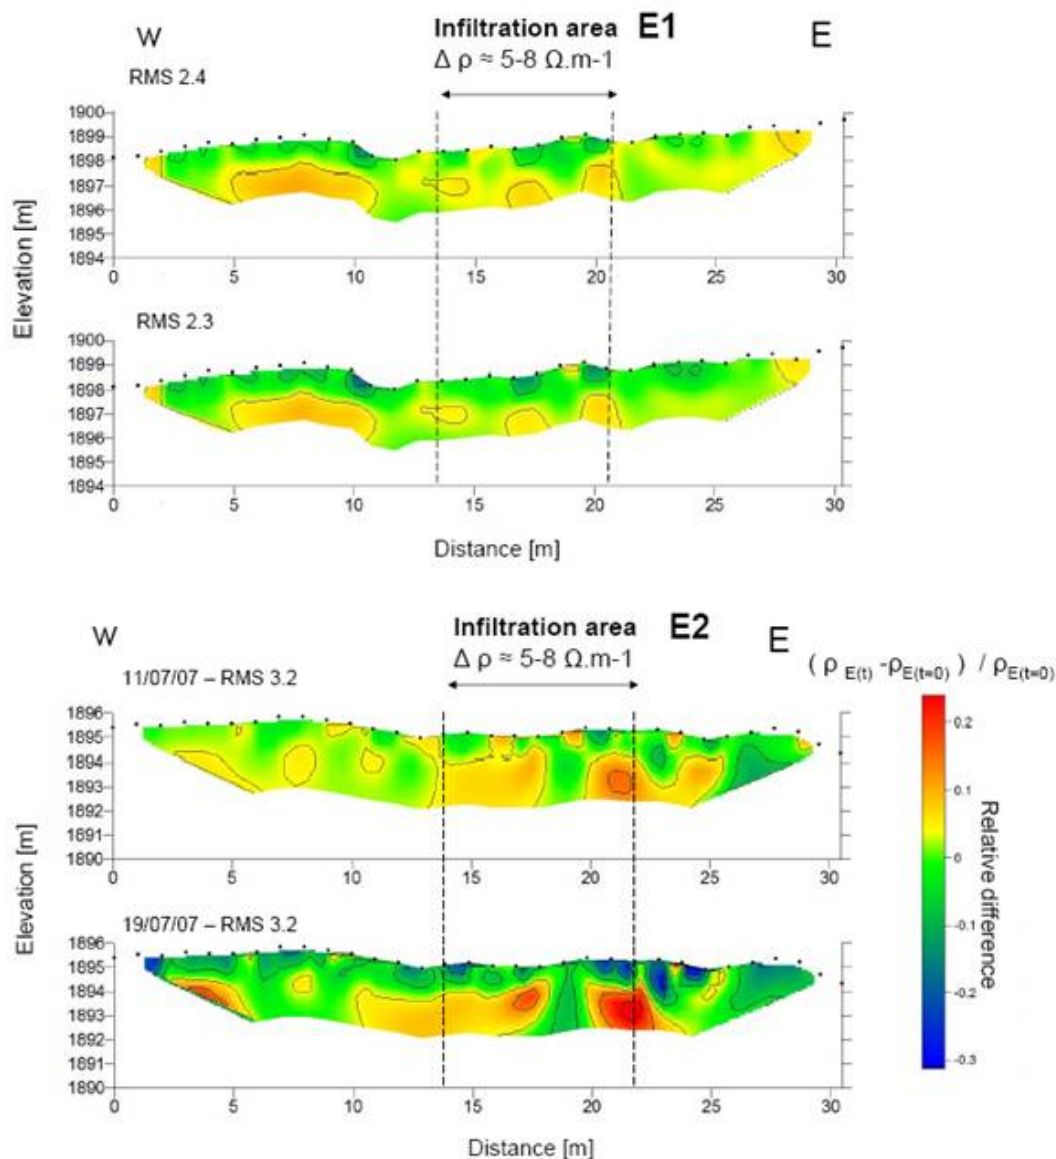 W
Infiltration area E1
E
Δ ρ ≈ 5-8 Ω.m-1
RMS 2.4
1900
1899
1898
1897
1896
1895
1894
0 5 10 15 20 25 30
RMS 2.3
1900
1899
1898
1897
1896
1895
1894
0 5 10 15 20 25 30
Elevation [m]
Distance [m]
W
Infiltration area E2
E
Δ ρ ≈ 5-8 Ω.m-1
( ρ E(t) -ρE(t=0) ) / ρE(t=0)
11/07/07 – RMS 3.2
1896
1895
1894
1893
1892
1891
1890
0 5 10 15 20 25 30
19/07/07 – RMS 3.2
1896
1895
1894
1893
1892
1891
1890
0 5 10 15 20 25 30
Elevation [m]
Distance [m]
0.2
0.1
0
-0.1
-0.2
-0.3
Relative difference